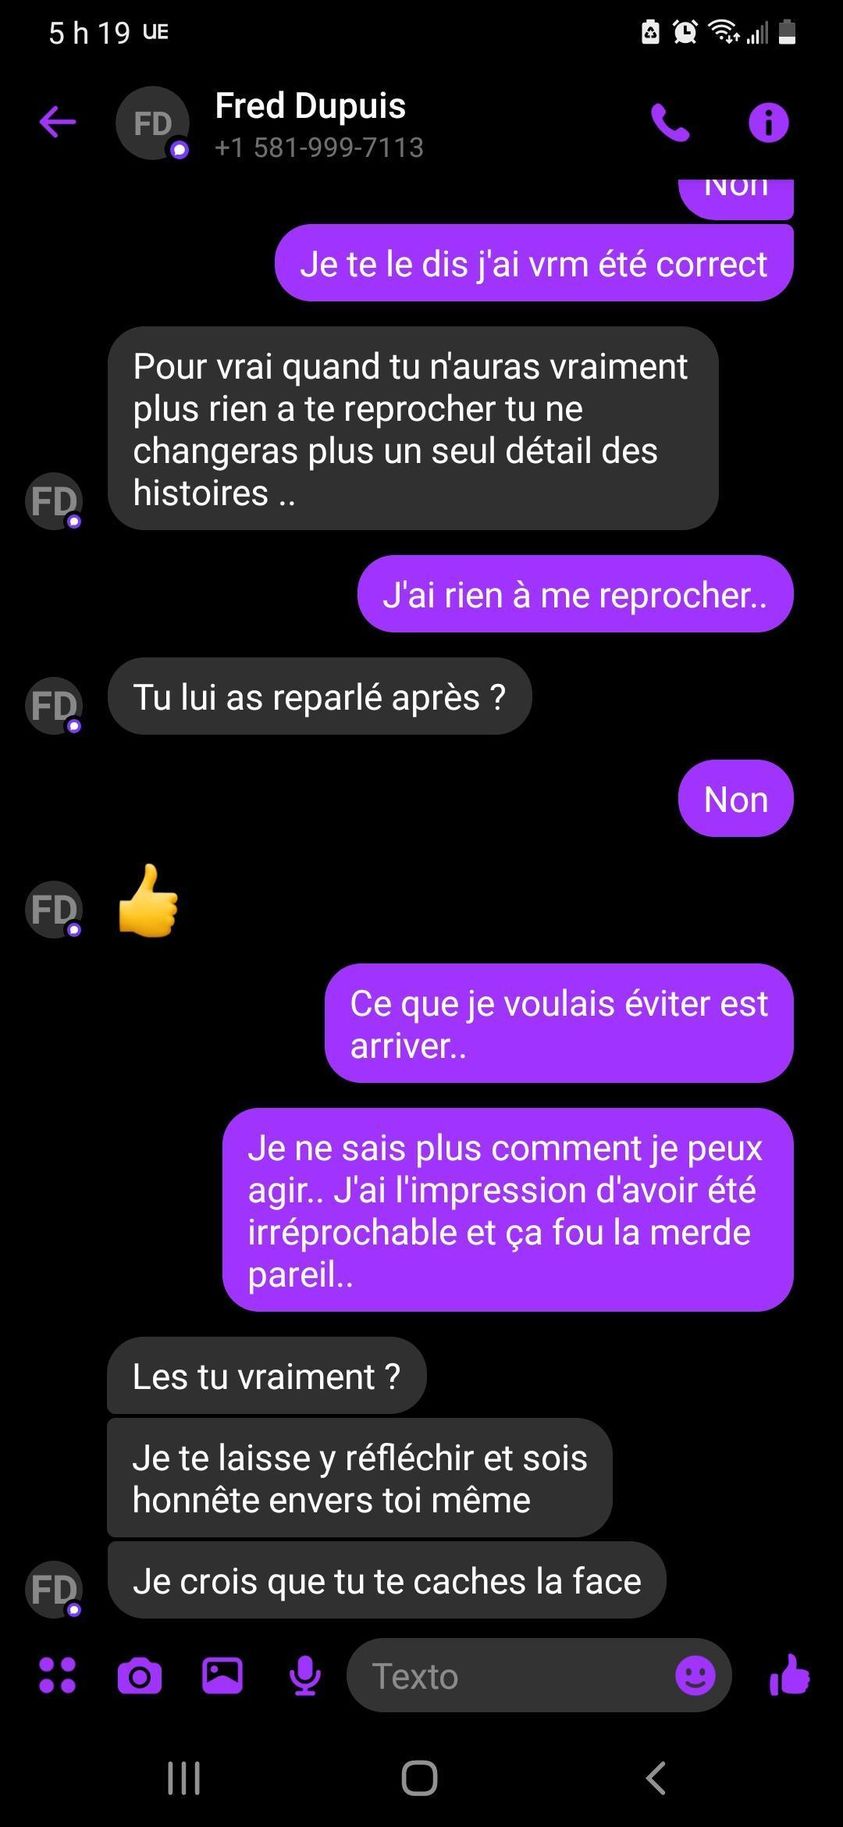 5 h 19 UE
FD
Fred Dupuis
+1 581-999-7113
Non
Je te le dis j'ai vrm été correct
Pour vrai quand tu n'auras vraiment
plus rien a te reprocher tu ne
changeras plus un seul détail des
histoires ..
FD
J'ai rien à me reprocher..
Tu lui as reparlé après ?
FD
Non
👍
FD
Ce que je voulais éviter est
arriver..
Je ne sais plus comment je peux
agir.. J'ai l'impression d'avoir été
irréprochable et ça fou la merde
pareil..
Les tu vraiment ?
Je te laisse y réfléchir et sois
honnête envers toi même
Je crois que tu te caches la face
FD
Texto